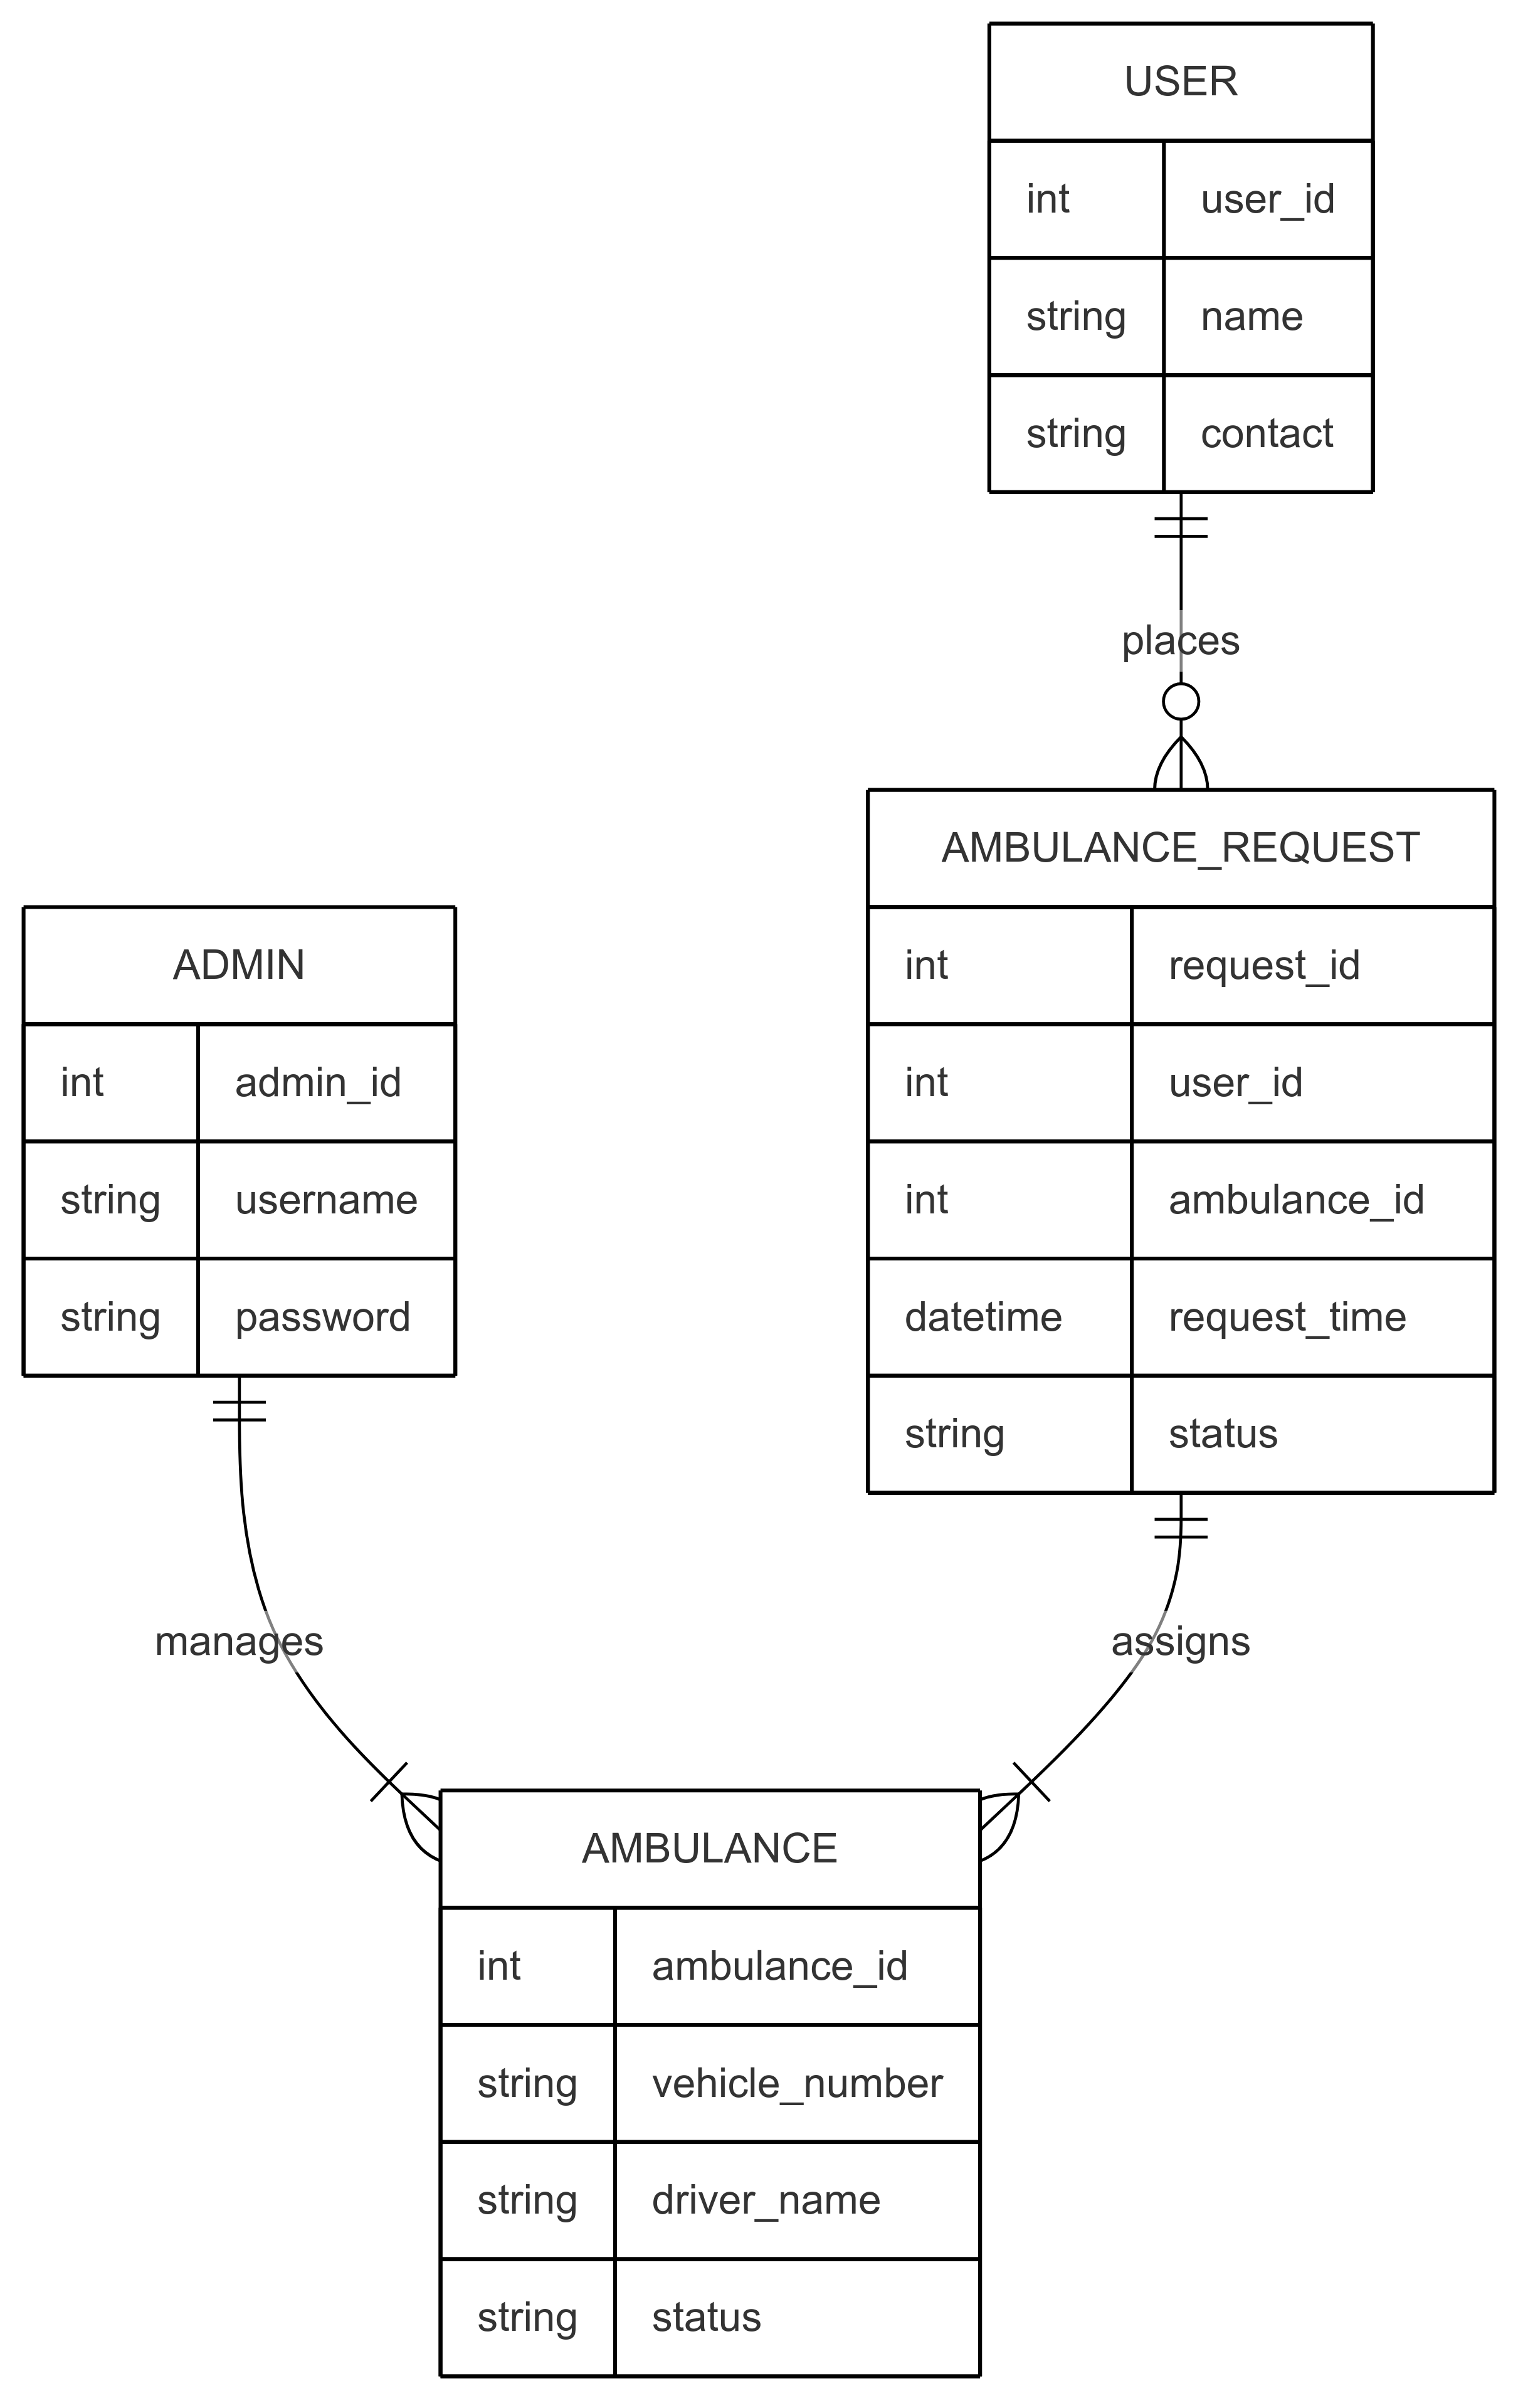 USER
int user_id
string name
string contact
places
AMBULANCE_REQUEST
int request_id
int user_id
int ambulance_id
datetime request_time
string status
ADMIN
int admin_id
string username
string password
manages
assigns
AMBULANCE
int ambulance_id
string vehicle_number
string driver_name
string status